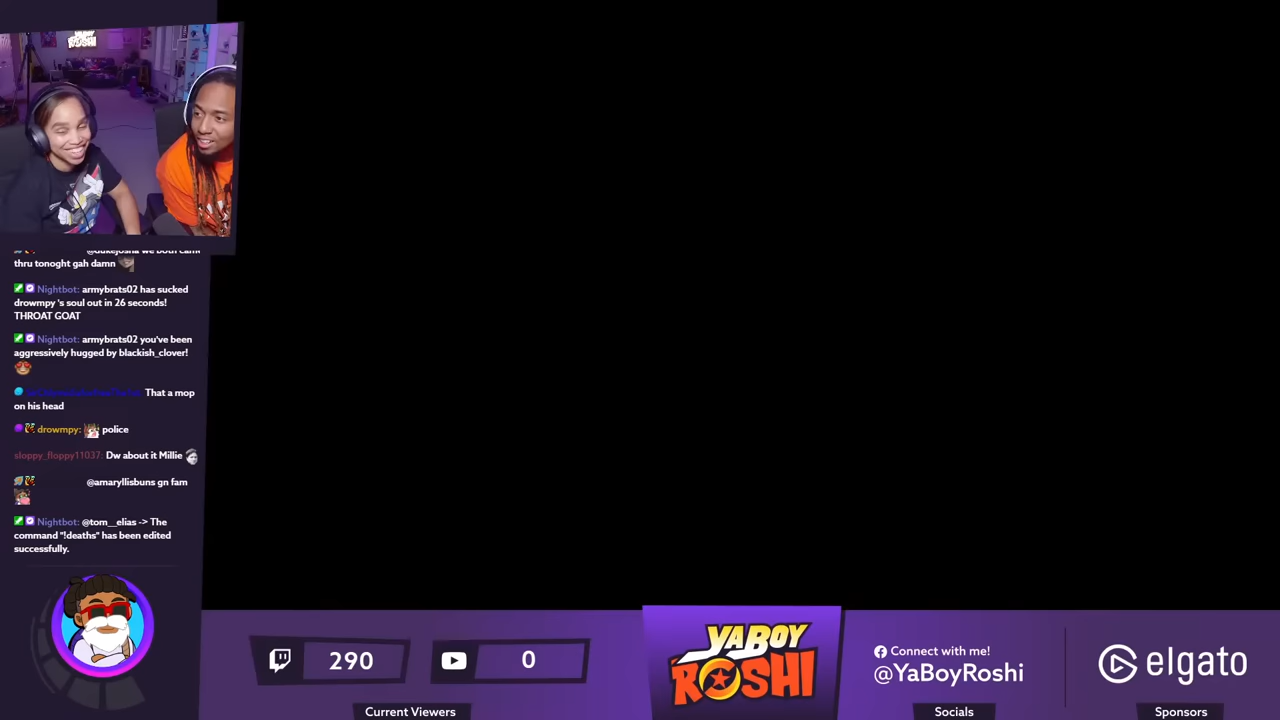 YABOY
ROSHI
thru tonoght gah damn
Nightbot: armybrats02 has sucked
drowmpy 's soul out in 26 seconds!
THROAT GOAT
Nightbot: armybrats02 you've been
aggressively hugged by blackish_clover!
That a mop
on his head
drowmpy: police
sloppy_floppy11037: Dw about it Millie
@amaryllisbuns gn fam
Nightbot: @tom__elias -> The
command "!deaths" has been edited
successfully.
290
0
Current Viewers
YABOY
ROSHI
Connect with me!
@YaBoyRoshi
Socials
elgato
Sponsors